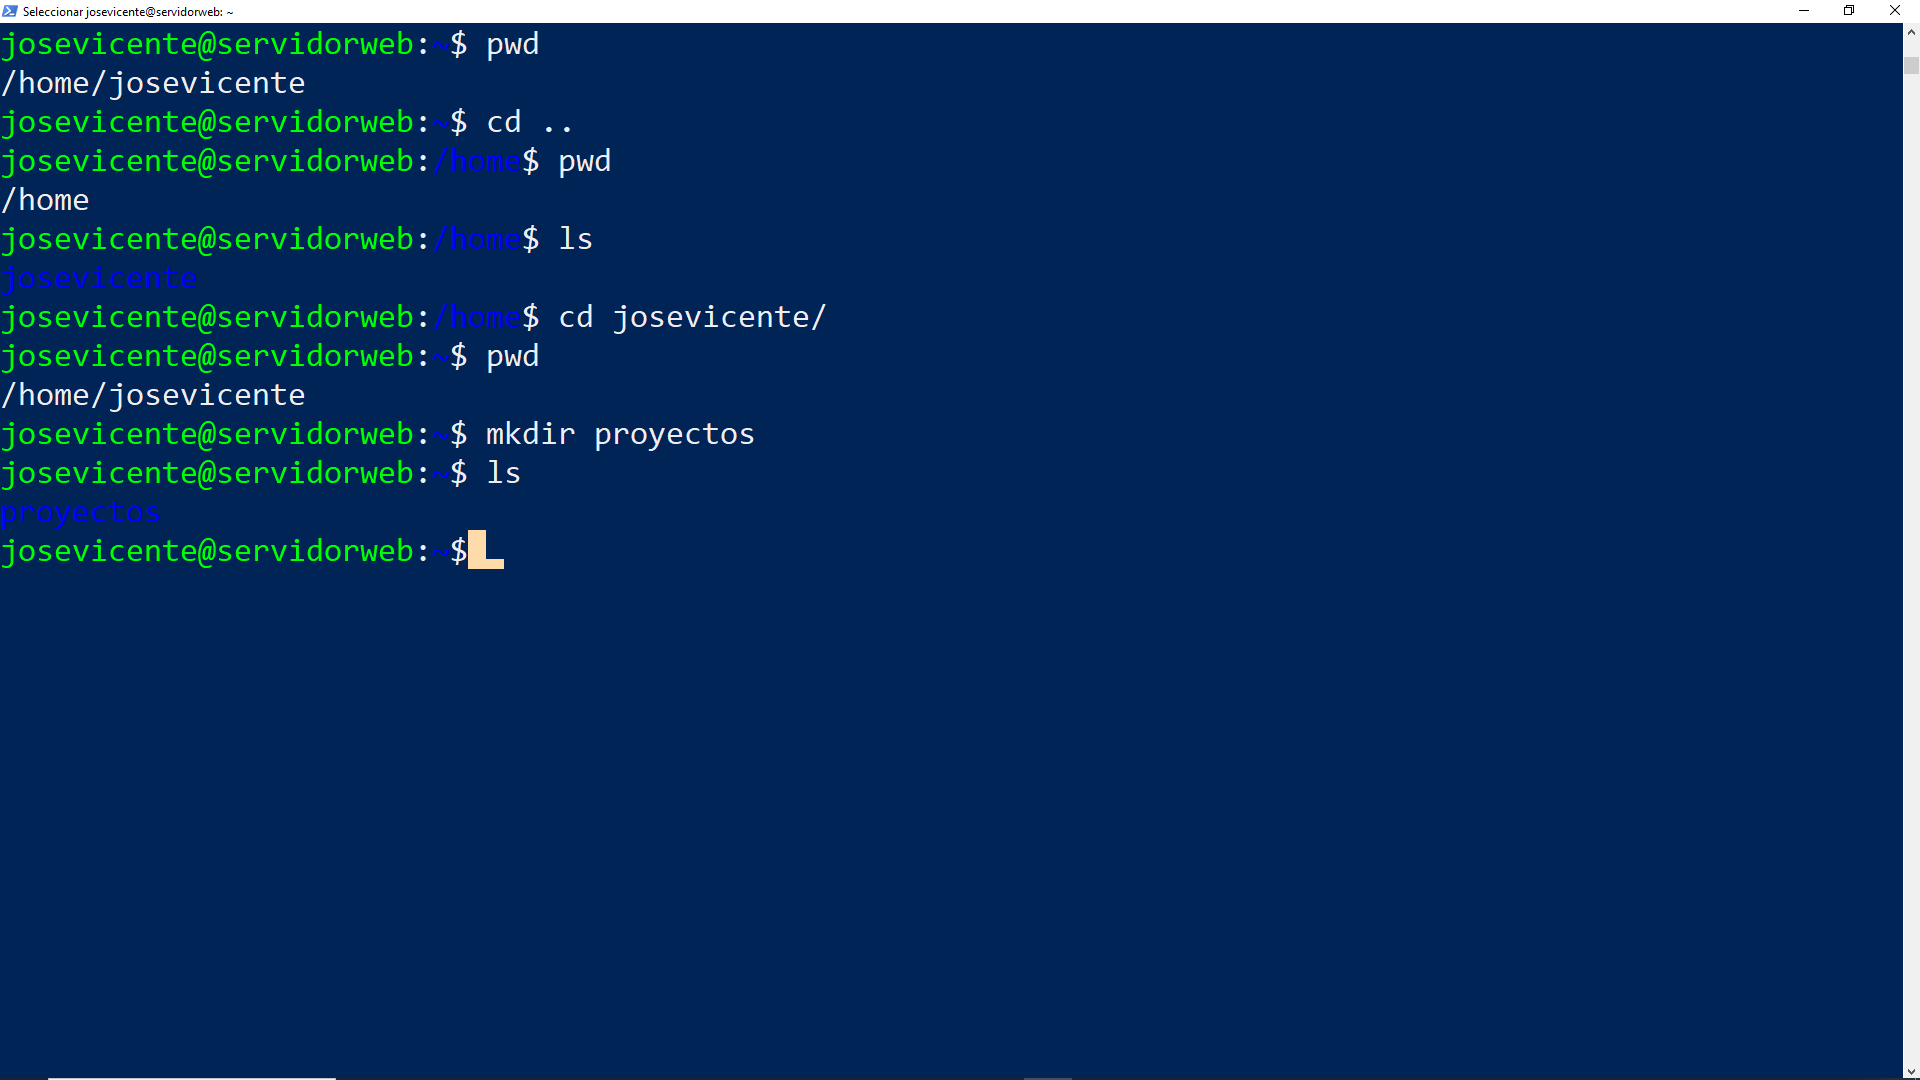 Seleccionar josevicente@servidorweb: ~
josevicente@servidorweb:~$ pwd
/home/josevicente
josevicente@servidorweb:~$ cd ..
josevicente@servidorweb:/home$ pwd
/home
josevicente@servidorweb:/home$ ls
josevicente
josevicente@servidorweb:/home$ cd josevicente/
josevicente@servidorweb:~$ pwd
/home/josevicente
josevicente@servidorweb:~$ mkdir proyectos
josevicente@servidorweb:~$ ls
proyectos
josevicente@servidorweb:~$